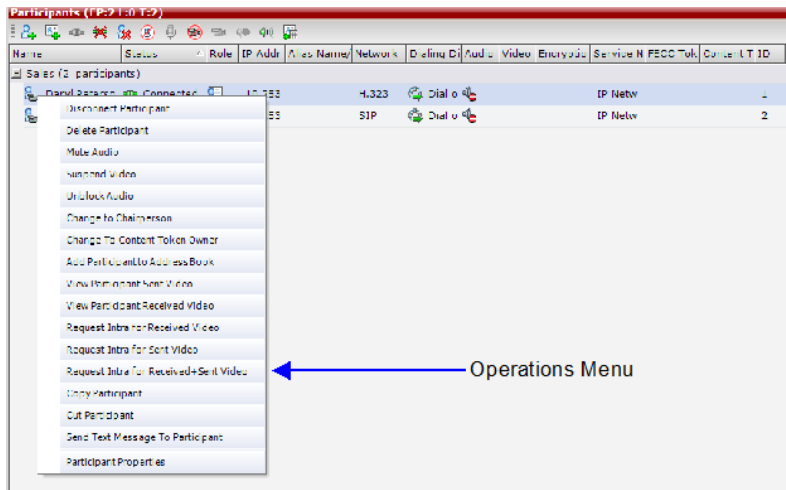 Participants (EP:2 L:0 T:2)
Name Status Role IP Addr Alias Name/ Network Dialing Di Audio Video Encryptio Service N FECC Tok Content T ID
Sales (2 participants)
Connected H.323 Dial o IP Netw 1
SIP Dial o IP Netw 2
Disconnect Participant
Delete Participant
Mute Audio
Suspend Video
Unblock Audio
Change to Chairperson
Change To Content Token Owner
Add Participant to Address Book
View Participant Sent Video
View Participant Received Video
Request Intra for Received Video
Request Intra for Sent Video
Request Intra for Received+Sent Video
Operations Menu
Copy Participant
Cut Participant
Send Text Message To Participant
Participant Properties